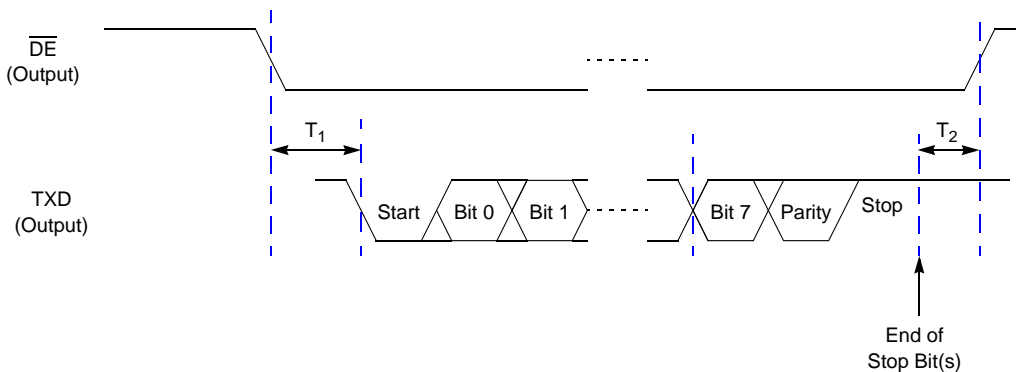 DE
(Output)
T1
T2
TXD
(Output)
Start
Bit 0
Bit 1
Bit 7
Parity
Stop
End of
Stop Bit(s)